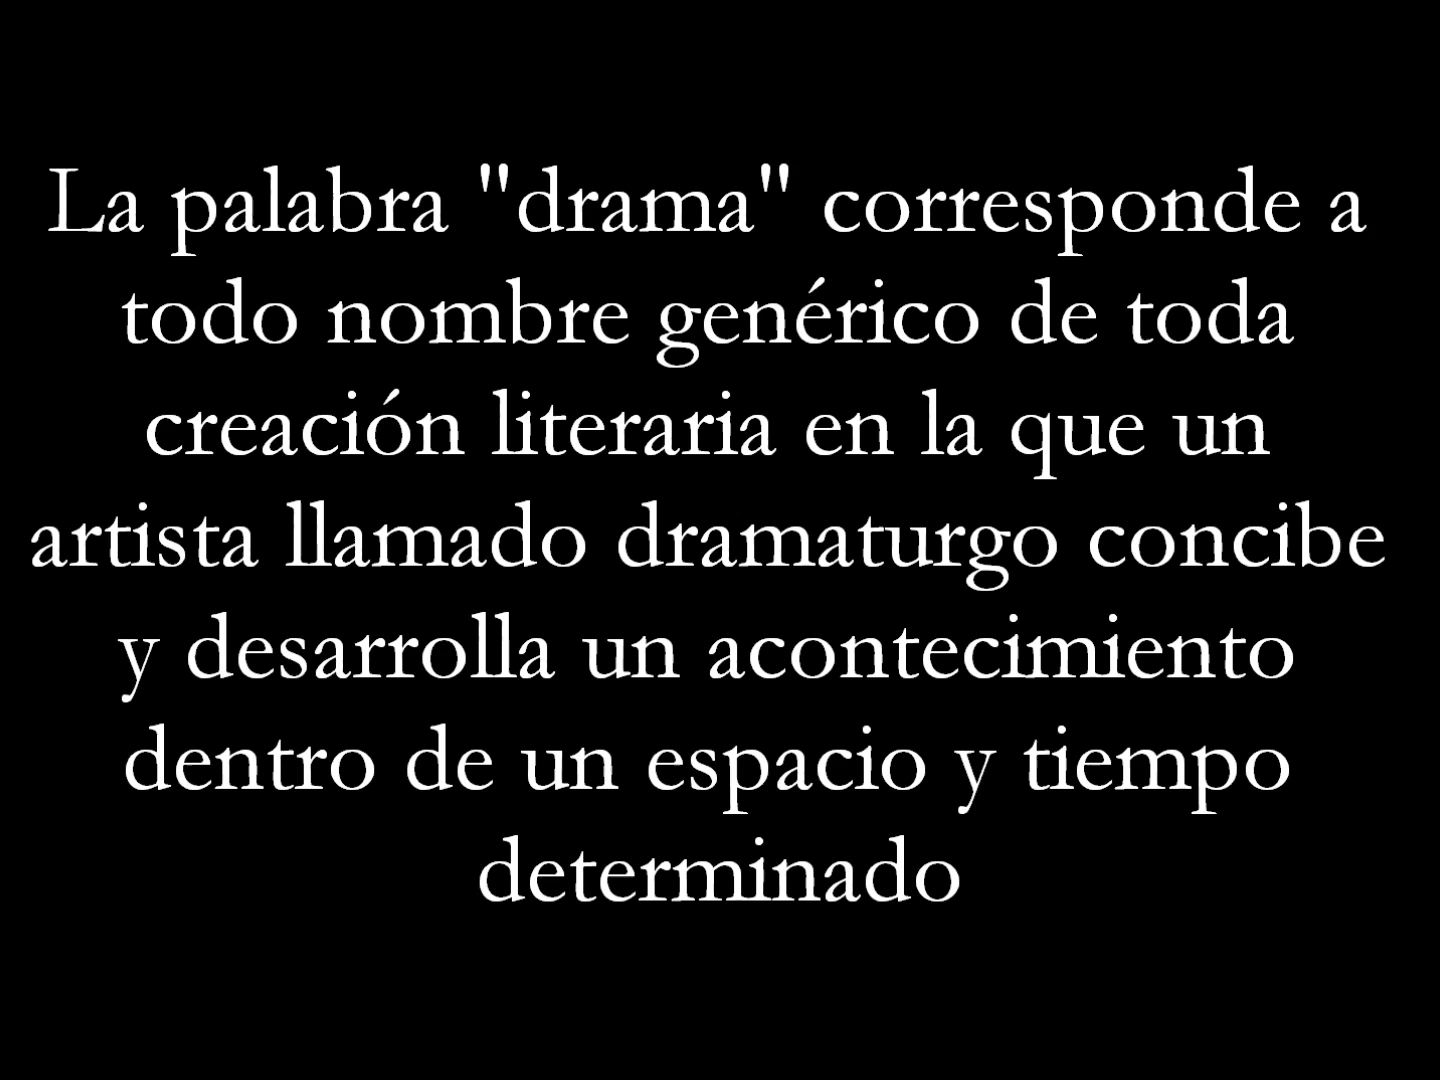 La palabra "drama" corresponde a
todo nombre genérico de toda
creación literaria en la que un
artista llamado dramaturgo concibe
y desarrolla un acontecimiento
dentro de un espacio y tiempo
determinado